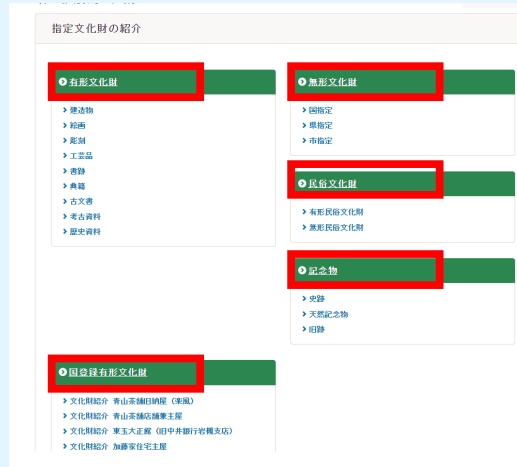 指定文化財の紹介
有形文化財
建造物
絵画
彫刻
工芸品
書跡
典籍
古文書
考古資料
歴史資料
無形文化財
国指定
県指定
市指定
民俗文化財
有形民俗文化財
無形民俗文化財
記念物
史跡
天然記念物
旧跡
国登録有形文化財
文化財紹介 青山茶舗旧納屋（楽風）
文化財紹介 青山茶舗店舗兼主屋
文化財紹介 東玉大正館（旧中井銀行岩槻支店）
文化財紹介 加藤家住宅主屋